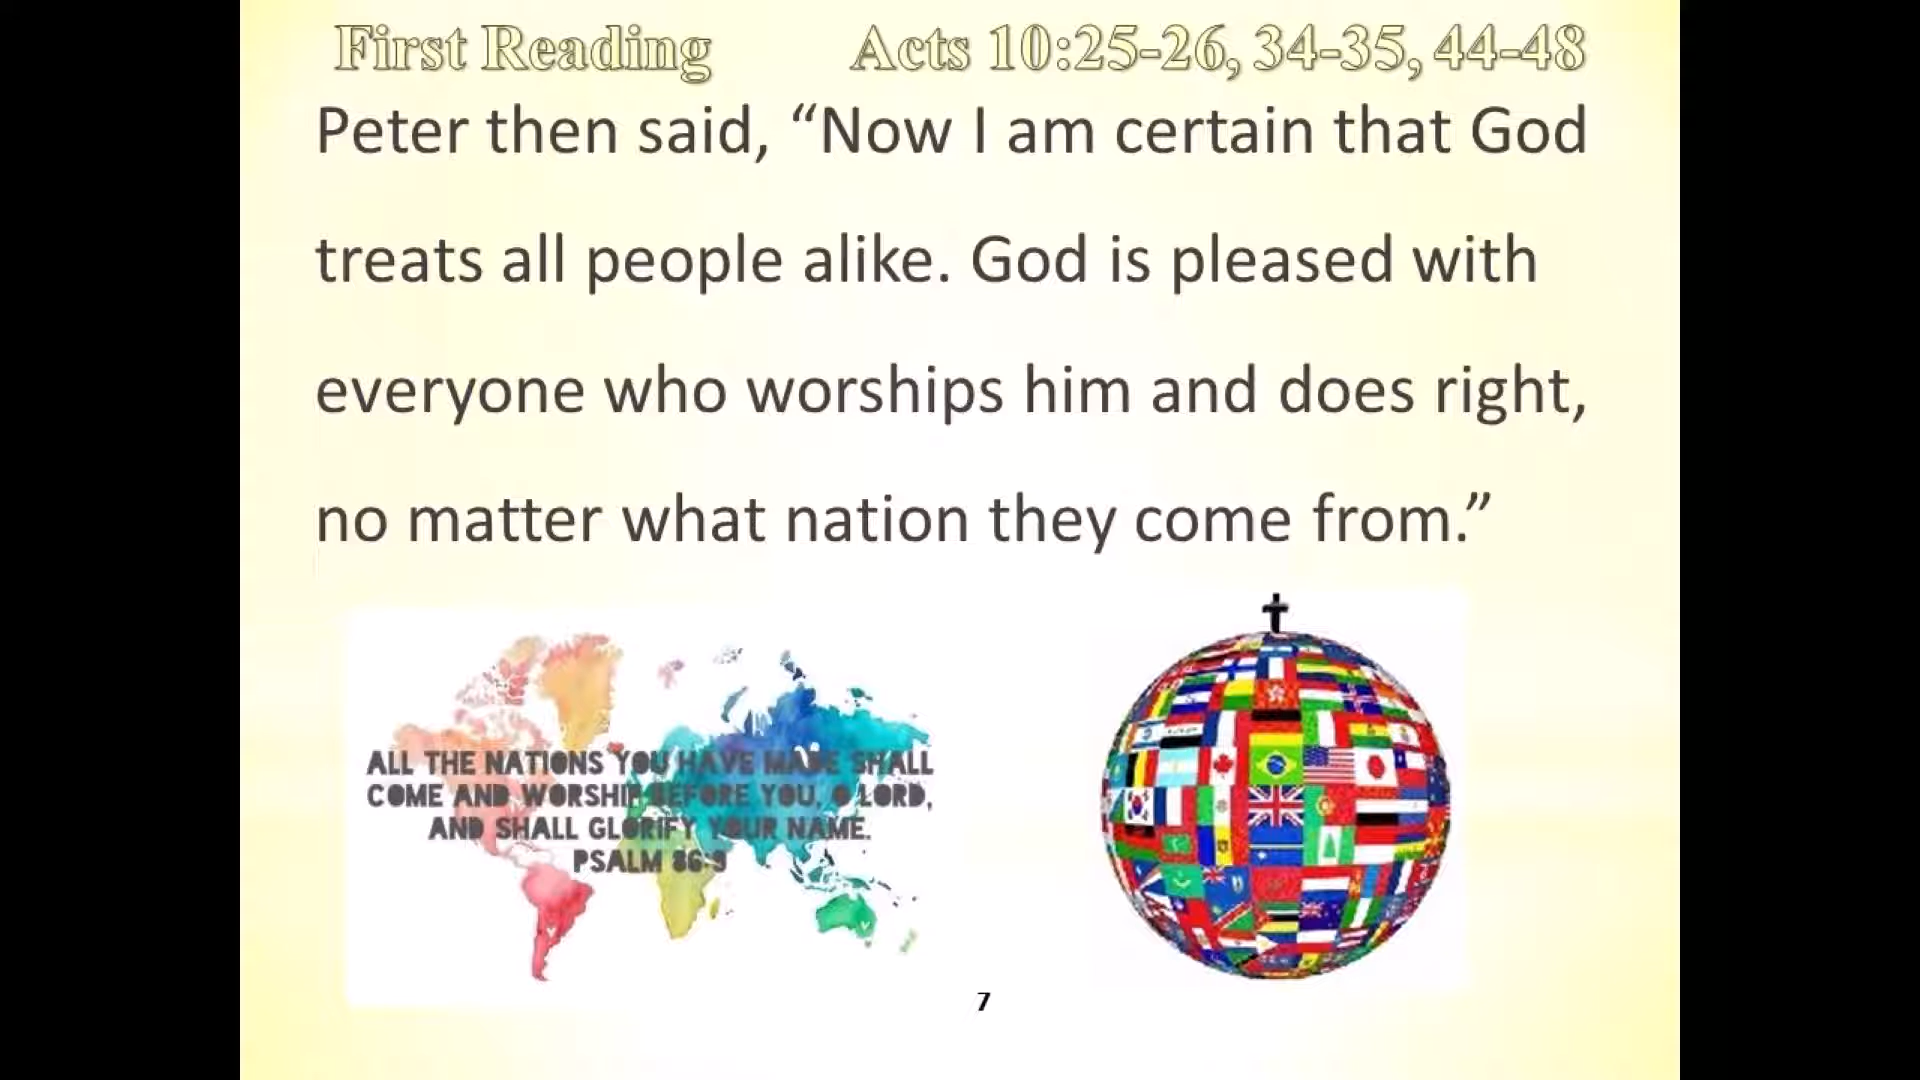 First Reading Acts 10:25-26, 34-35, 44-48
Peter then said, “Now I am certain that God
treats all people alike. God is pleased with
everyone who worships him and does right,
no matter what nation they come from.”
ALL THE NATIONS YOU HAVE MADE SHALL
COME AND WORSHIP BEFORE YOU, O LORD,
AND SHALL GLORIFY YOUR NAME.
PSALM 86:9
7